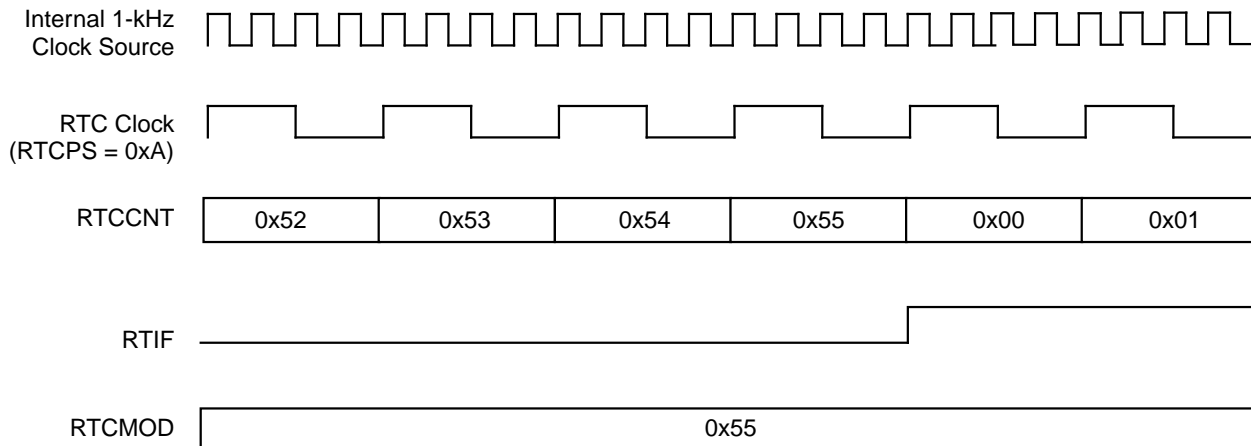 Internal 1-kHz
Clock Source
RTC Clock
(RTCPS = 0xA)
RTCCNT 0x52 0x53 0x54 0x55 0x00 0x01
RTIF
RTCMOD 0x55